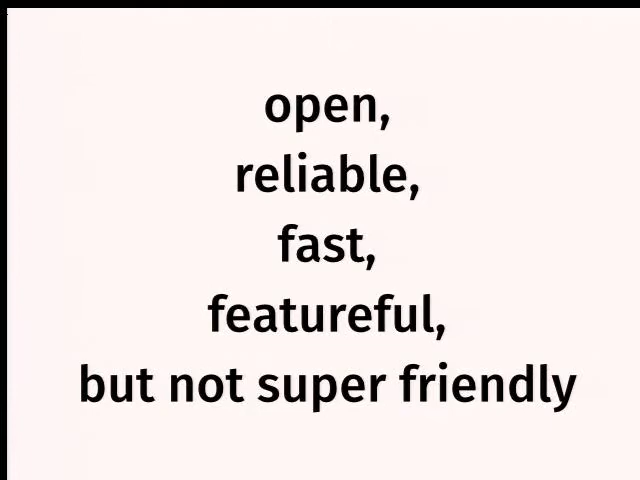 open,
reliable,
fast,
featureful,
but not super friendly